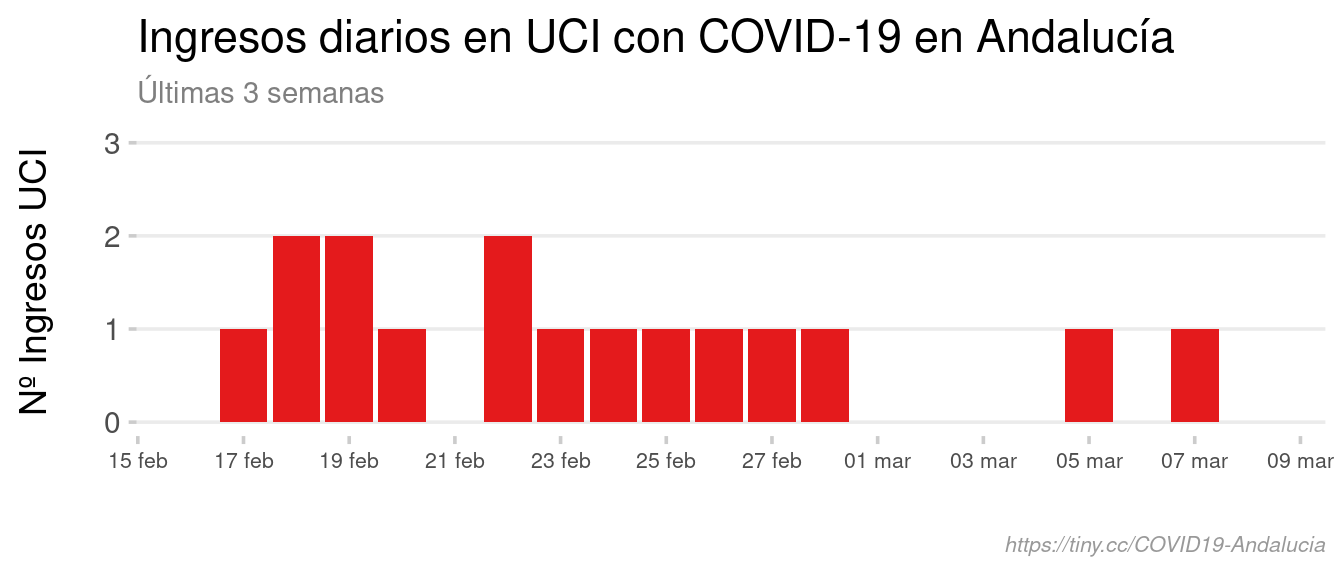 Ingresos diarios en UCI con COVID-19 en Andalucía
Últimas 3 semanas
Nº Ingresos UCI
3
2
1
0
15 feb 17 feb 19 feb 21 feb 23 feb 25 feb 27 feb 01 mar 03 mar 05 mar 07 mar 09 mar
https://tiny.cc/COVID19-Andalucia